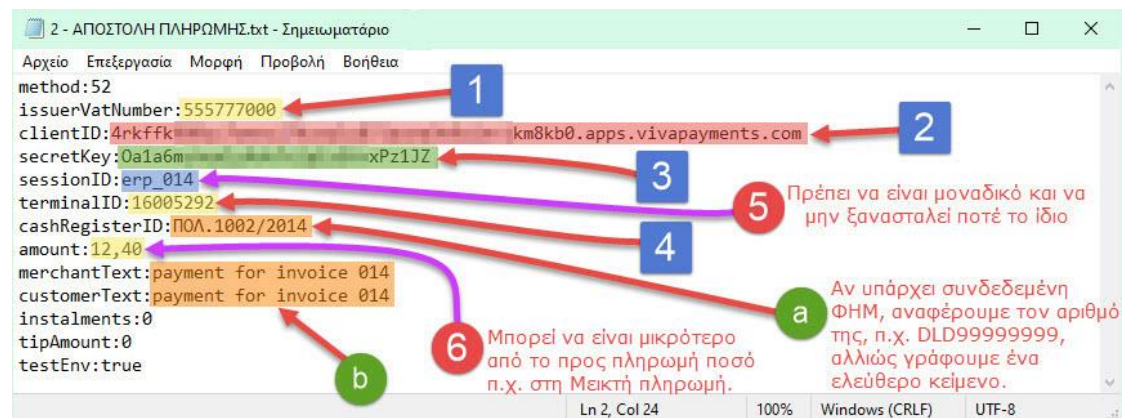 2 - ΑΠΟΣΤΟΛΗ ΠΛΗΡΩΜΗΣ.txt - Σημειωματάριο
Αρχείο Επεξεργασία Μορφή Προβολή Βοήθεια
method:52
issuerVatNumber:555777000
1
clientID:4rkffk km8kb0.apps.vivapayments.com
2
secretKey:0a1a6m xPz1JZ
3
sessionID:erp_014
5
Πρέπει να είναι μοναδικό και να
μην ξανασταλεί ποτέ το ίδιο
terminalID:16005292
4
cashRegisterID:ΠΟΛ.1002/2014
amount:12,40
merchantText:payment for invoice 014
customerText:payment for invoice 014
instalments:0
tipAmount:0
testEnv:true
a
Αν υπάρχει συνδεδεμένη
ΦΗΜ, αναφέρουμε τον αριθμό
της, π.χ. DLD99999999,
αλλιώς γράφουμε ένα
ελεύθερο κείμενο.
6
Μπορεί να είναι μικρότερο
από το προς πληρωμή ποσό
π.χ. στη Μεικτή πληρωμή.
b
Ln 2, Col 24 100% Windows (CRLF) UTF-8